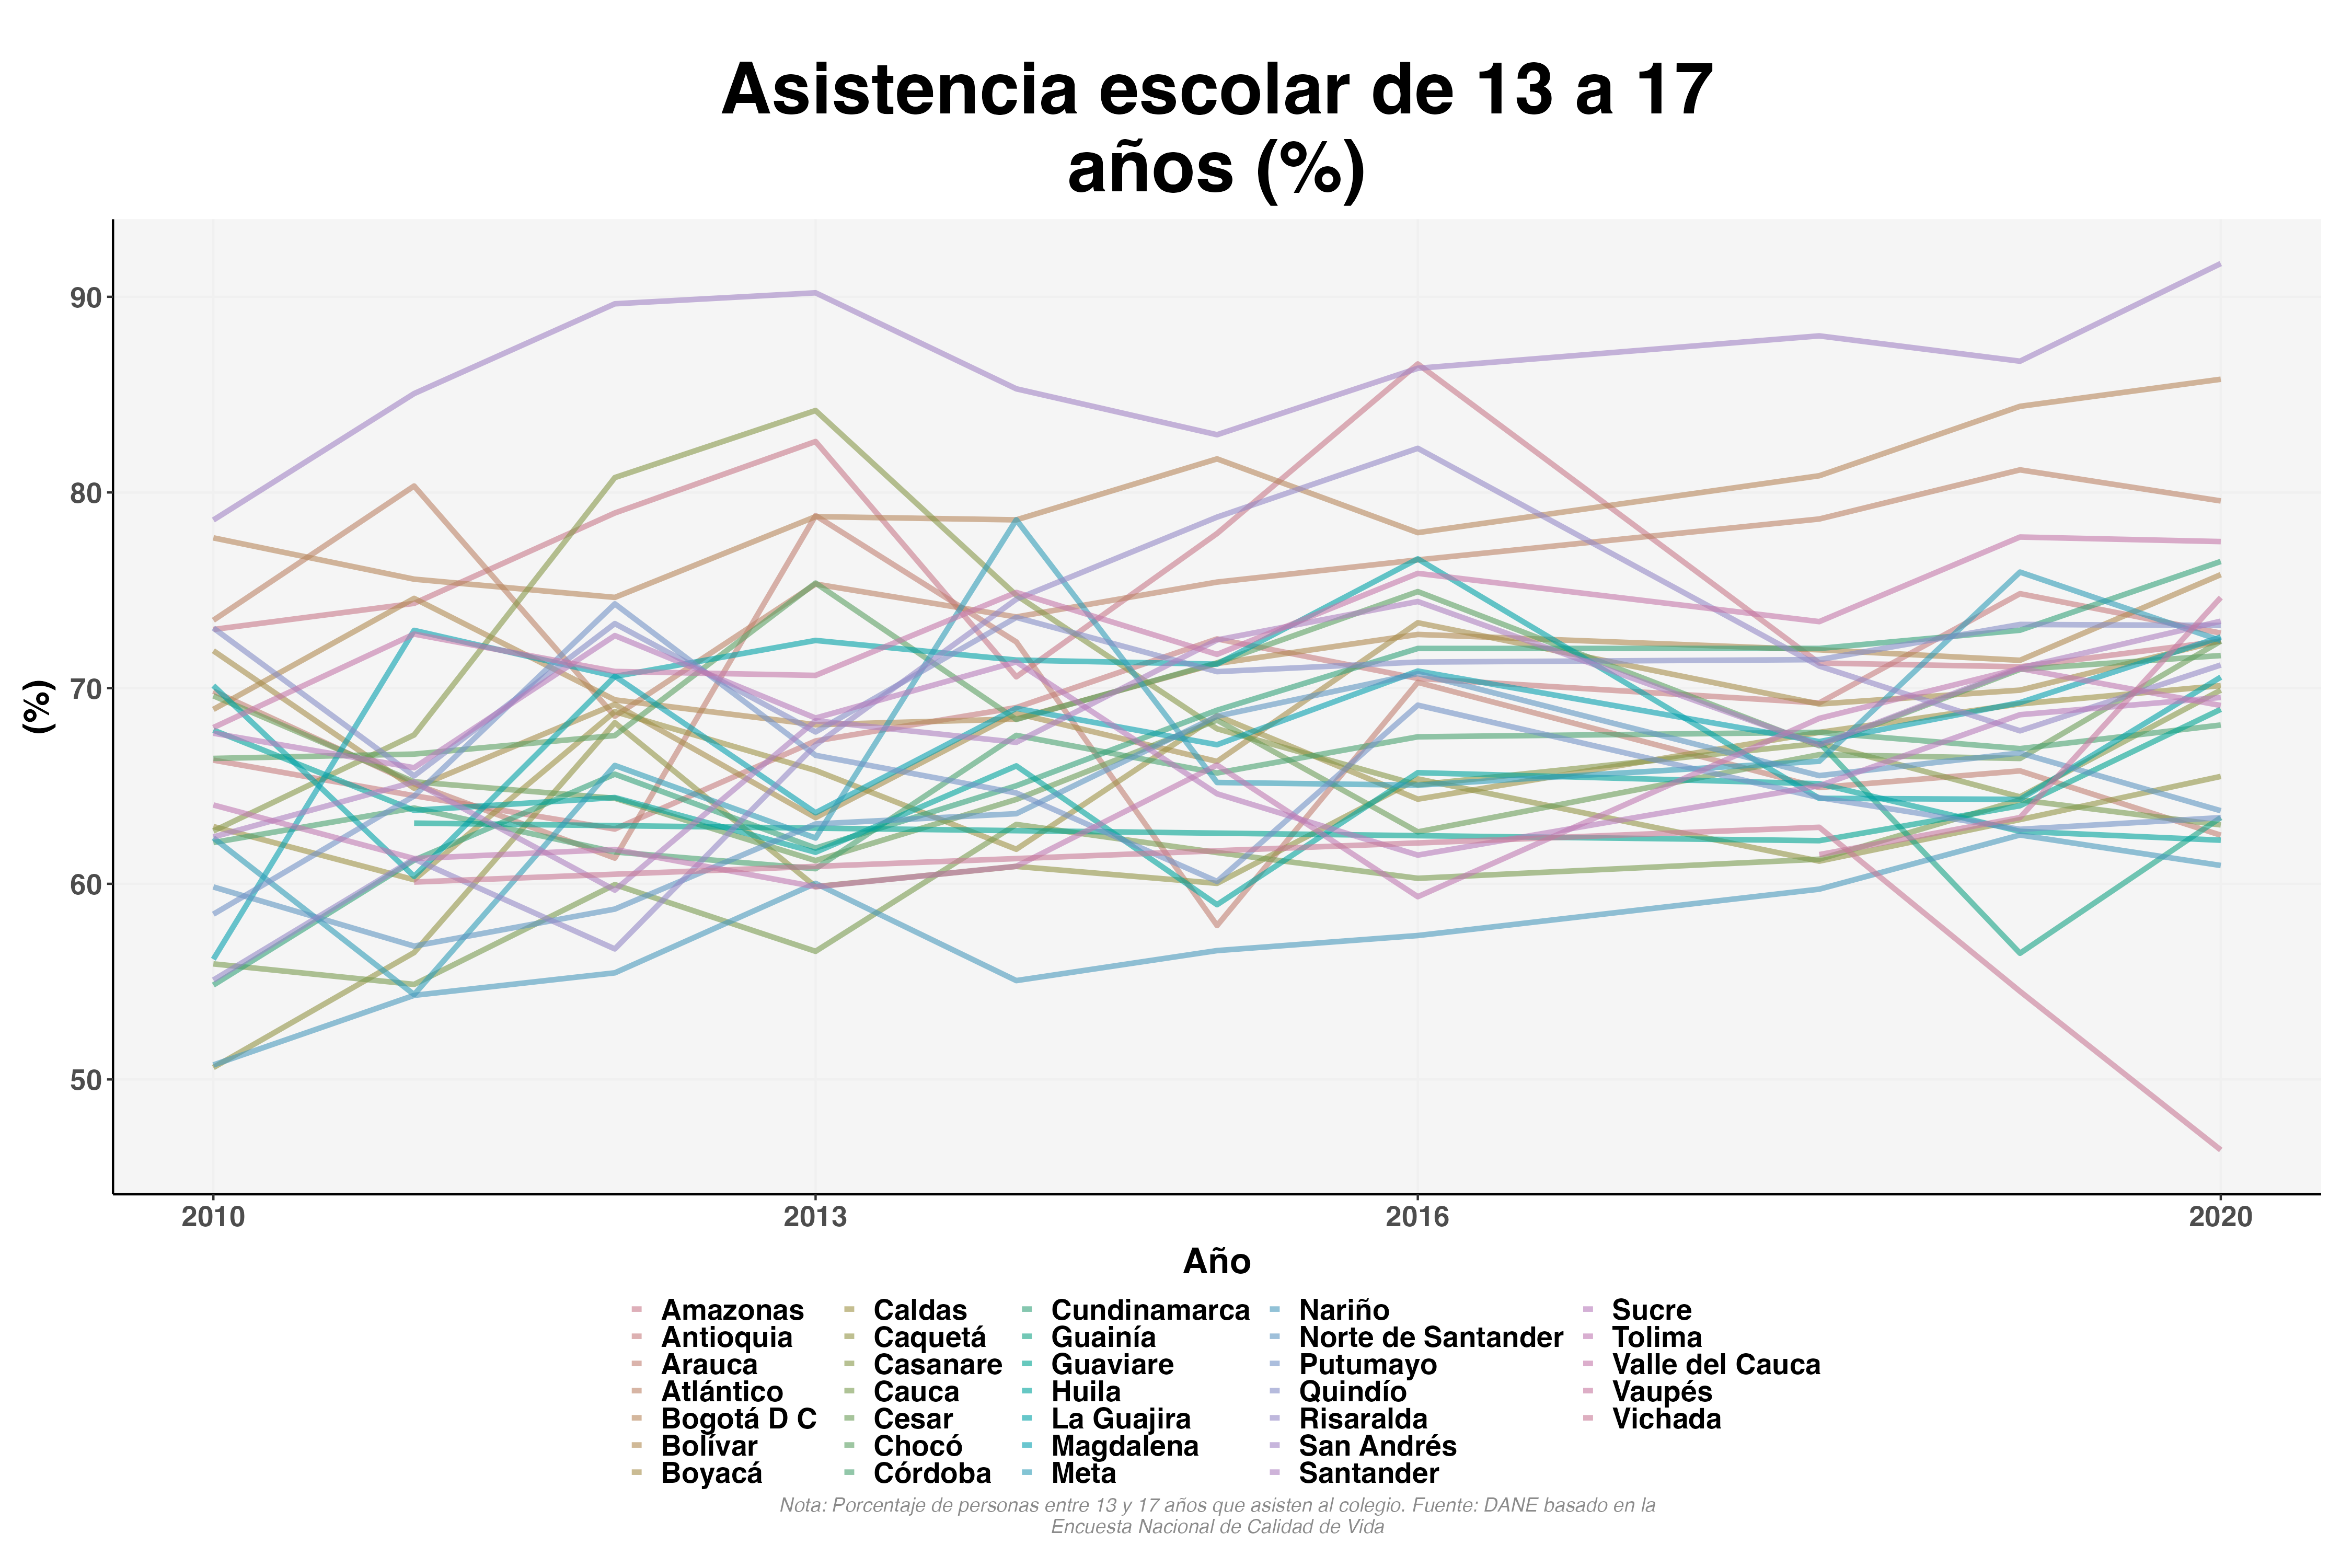 Asistencia escolar de 13 a 17
años (%)
90
80
70
60
50
(%)
2010
2013
2016
2020
Año
Amazonas
Antioquia
Arauca
Atlántico
Bogotá D C
Bolívar
Boyacá
Caldas
Caquetá
Casanare
Cauca
Cesar
Chocó
Córdoba
Cundinamarca
Guainía
Guaviare
Huila
La Guajira
Magdalena
Meta
Nariño
Norte de Santander
Putumayo
Quindío
Risaralda
San Andrés
Santander
Sucre
Tolima
Valle del Cauca
Vaupés
Vichada
Nota: Porcentaje de personas entre 13 y 17 años que asisten al colegio. Fuente: DANE basado en la
Encuesta Nacional de Calidad de Vida